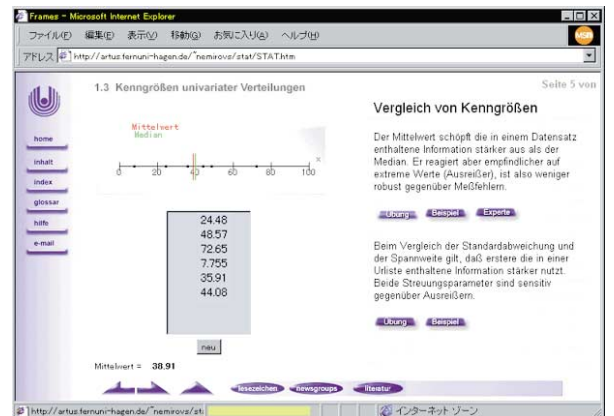 Frames - Microsoft Internet Explorer
ファイル(F) 編集(E) 表示(V) 移動(G) お気に入り(A) ヘルプ(H)
アドレス http://artus.fernuni-hagen.de/~nemirovs/stat/STAT.htm
1.3 Kenngrößen univariater Verteilungen
Seite 5 von
Vergleich von Kenngrößen
Mittelwert
Median
0 20 40 60 80 100
x
home
inhalt
index
glossar
hilfe
e-mail
24.48
48.57
72.65
7.755
35.91
44.08
neu
Mittelwert = 38.91
Der Mittelwert schöpft die in einem Datensatz
enthaltene Information stärker aus als der
Median. Er reagiert aber empfindlicher auf
extreme Werte (Ausreißer), ist also weniger
robust gegenüber Meßfehlern.
Übung Beispiel Experte
Beim Vergleich der Standardabweichung und
der Spannweite gilt, daß erstere die in einer
Urliste enthaltene Information stärker nutzt.
Beide Streuungsparameter sind sensitiv
gegenüber Ausreißern.
Übung Beispiel
lesezeichen newsgroups literatur
http://artus.fernuni-hagen.de/~nemirovs/st
インターネット ゾーン